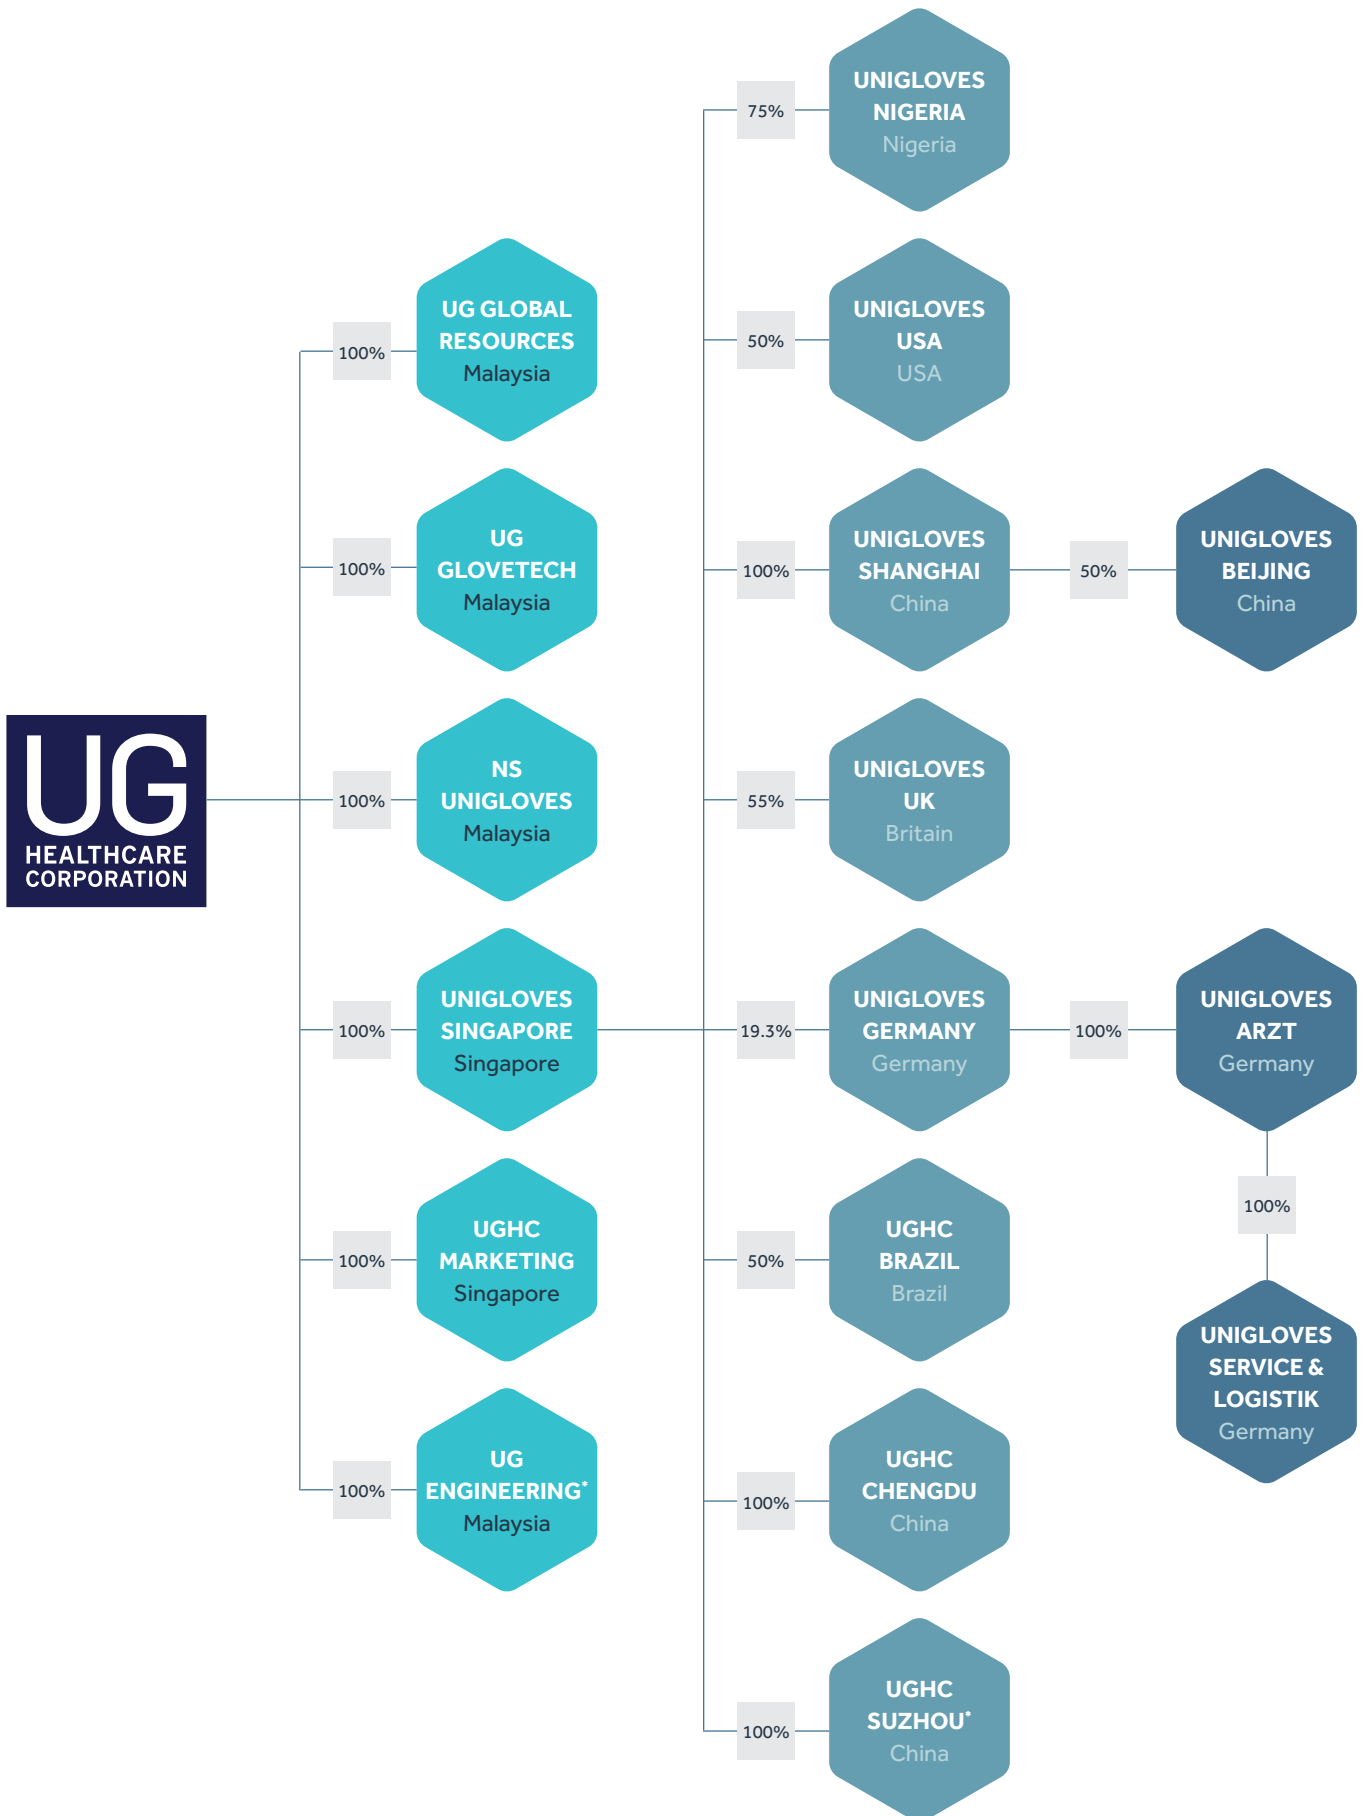 UG
HEALTHCARE
CORPORATION
100%
UG GLOBAL
RESOURCES
Malaysia
100%
UG
GLOVETECH
Malaysia
100%
NS
UNIGLOVES
Malaysia
100%
UNIGLOVES
SINGAPORE
Singapore
100%
UGHC
MARKETING
Singapore
100%
UG
ENGINEERING*
Malaysia
75%
UNIGLOVES
NIGERIA
Nigeria
50%
UNIGLOVES
USA
USA
100%
UNIGLOVES
SHANGHAI
China
50%
UNIGLOVES
BEIJING
China
55%
UNIGLOVES
UK
Britain
19.3%
UNIGLOVES
GERMANY
Germany
100%
UNIGLOVES
ARZT
Germany
100%
UNIGLOVES
SERVICE &
LOGISTIK
Germany
50%
UGHC
BRAZIL
Brazil
100%
UGHC
CHENGDU
China
100%
UGHC
SUZHOU*
China